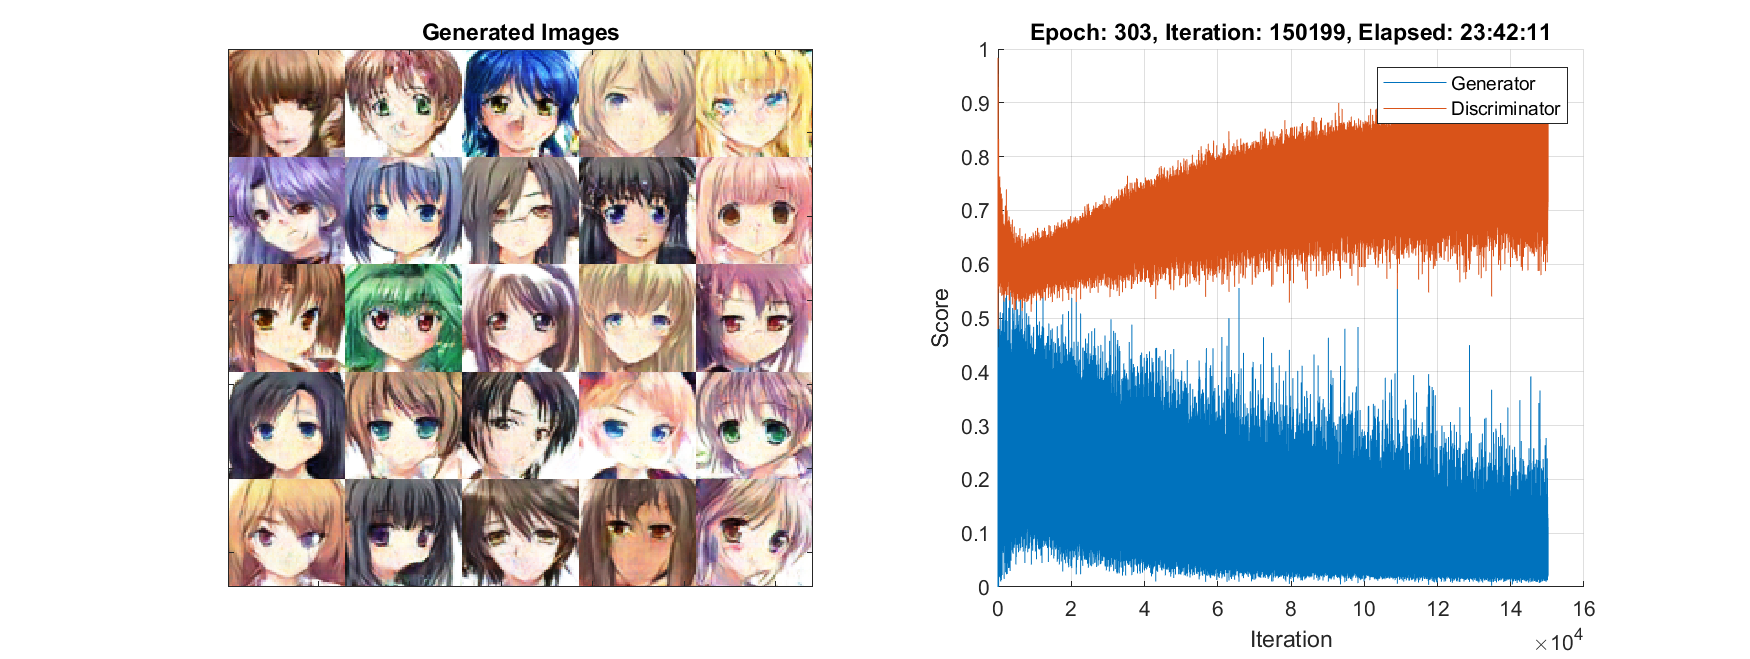 Generated Images
Epoch: 303, Iteration: 150199, Elapsed: 23:42:11
Generator
Discriminator
1
0.9
0.8
0.7
0.6
0.5
0.4
0.3
0.2
0.1
0
Score
0 2 4 6 8 10 12 14 16
Iteration
×10⁴